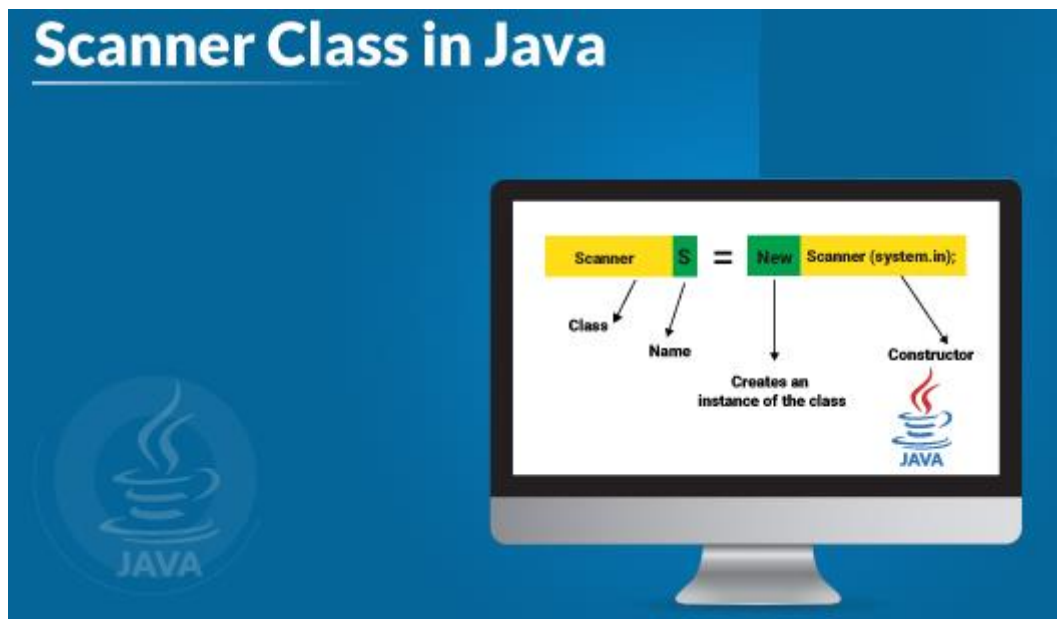 Scanner Class in Java
Scanner S = New Scanner (system.in);
Class
Name
Constructor
Creates an
instance of the class
JAVA
JAVA